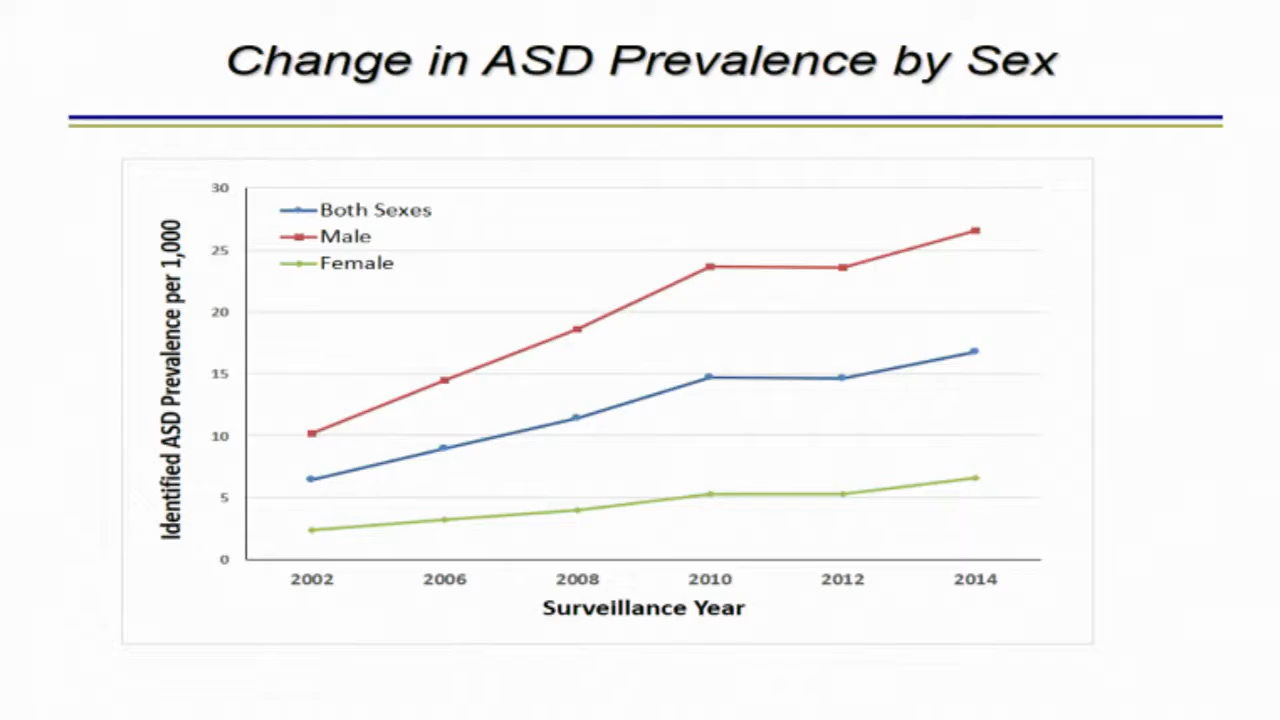 Change in ASD Prevalence by Sex
30
25
20
15
10
5
0
Identified ASD Prevalence per 1,000
Both Sexes
Male
Female
2002 2006 2008 2010 2012 2014
Surveillance Year